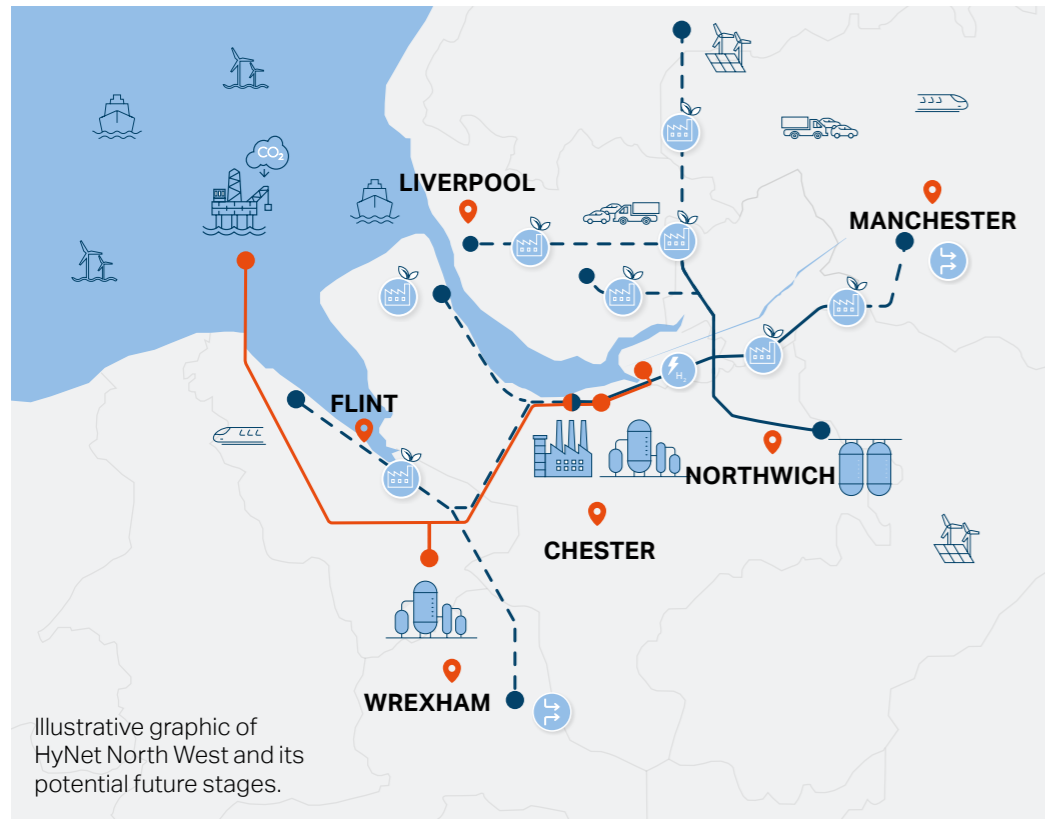 CO₂
LIVERPOOL
MANCHESTER
FLINT
H₂
NORTHWICH
CHESTER
WREXHAM
Illustrative graphic of
HyNet North West and its
potential future stages.